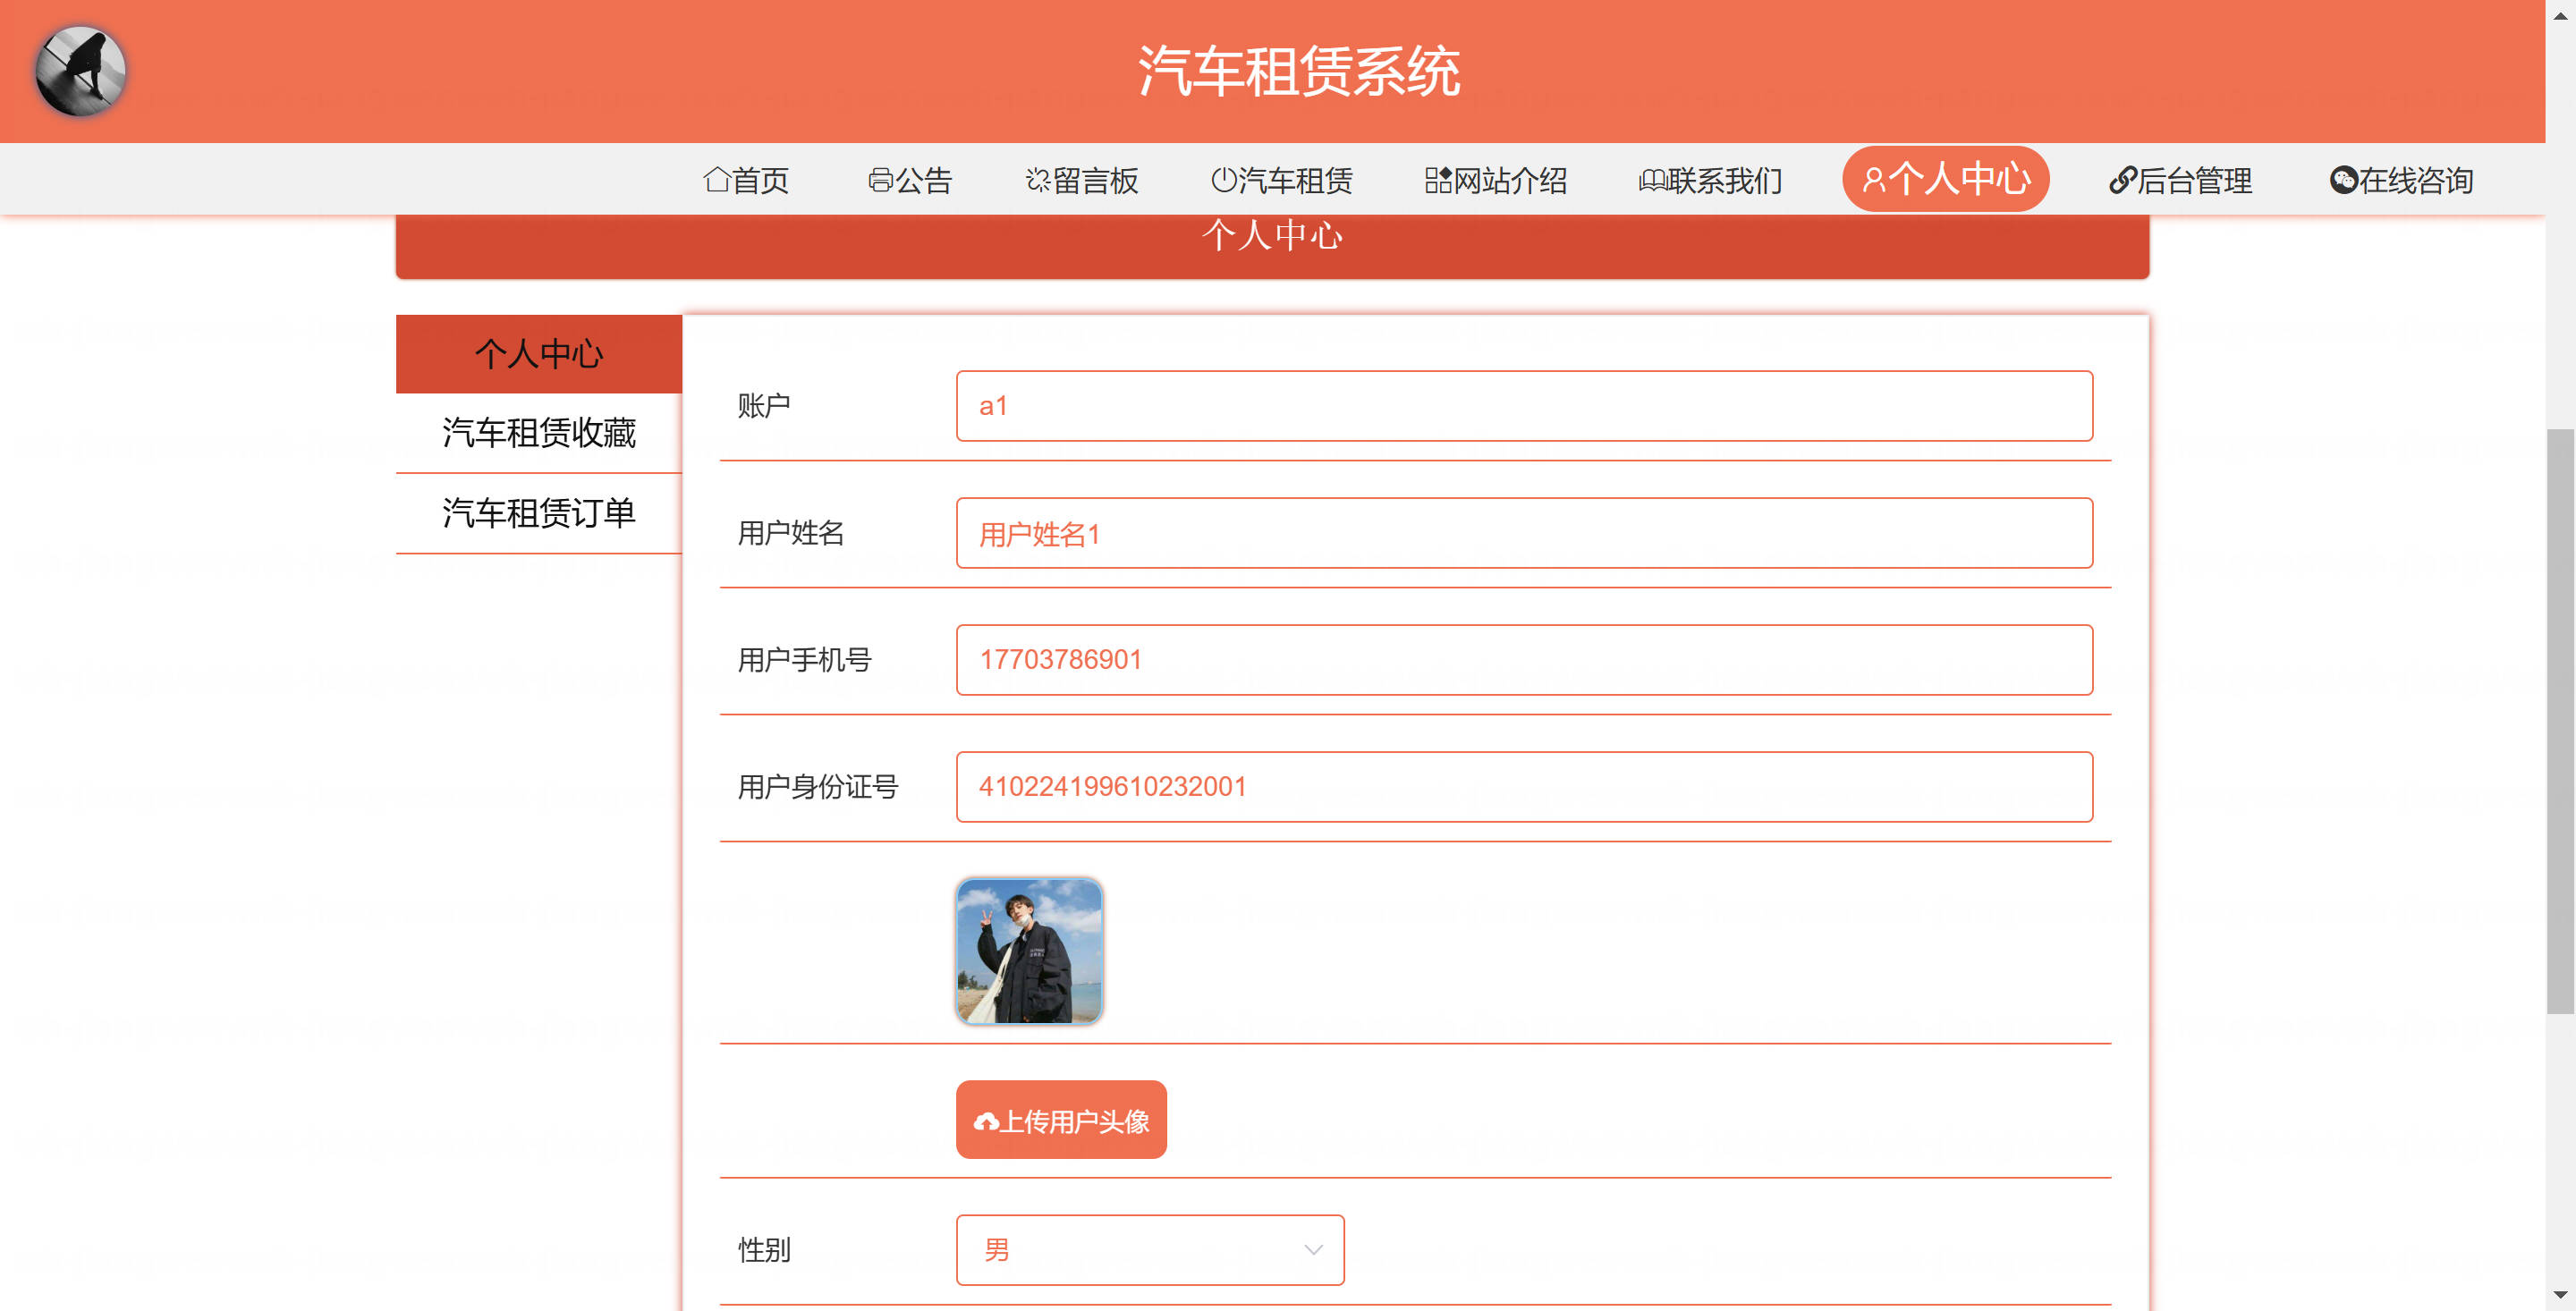 汽车租赁系统
首页 公告 留言板 汽车租赁 网站介绍 联系我们 个人中心 后台管理 在线咨询
个人中心
个人中心
汽车租赁收藏
汽车租赁订单
账户 a1
用户姓名 用户姓名1
用户手机号 17703786901
用户身份证号 410224199610232001
上传用户头像
性别 男